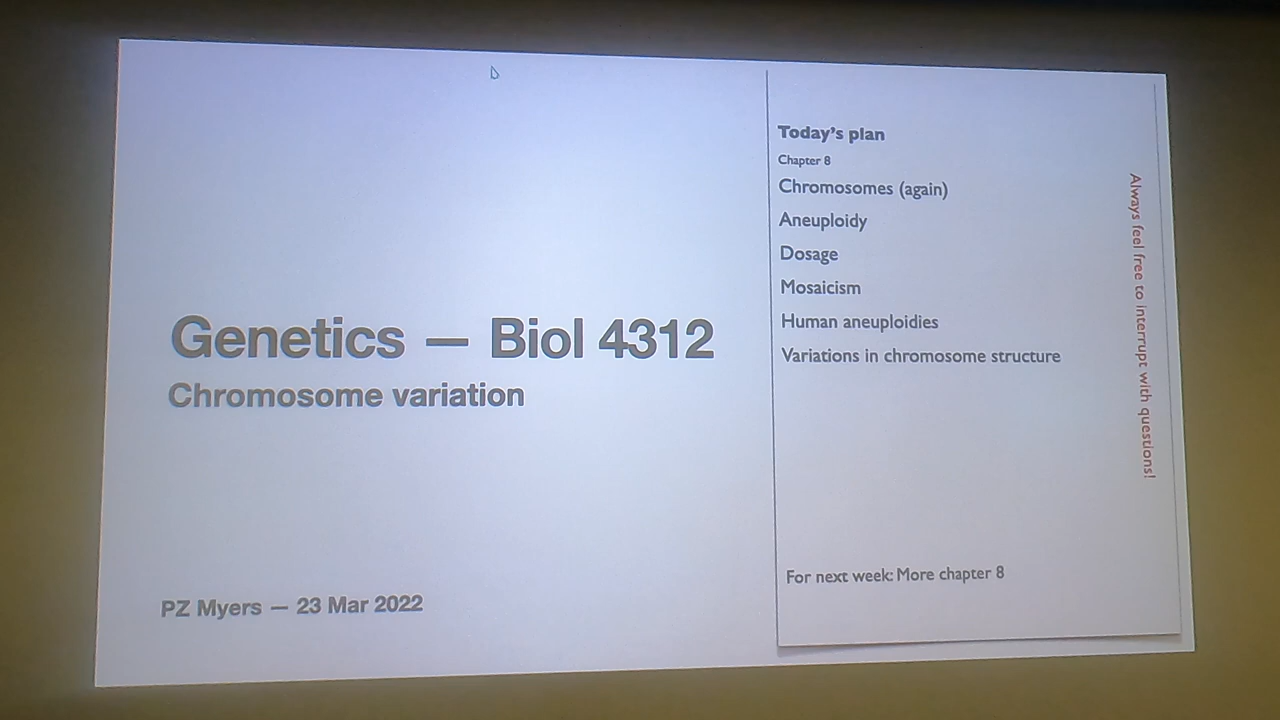 Genetics — Biol 4312
Chromosome variation
PZ Myers — 23 Mar 2022
Today's plan
Chapter 8
Chromosomes (again)
Aneuploidy
Dosage
Mosaicism
Human aneuploidies
Variations in chromosome structure
For next week: More chapter 8
Always feel free to interrupt with questions!